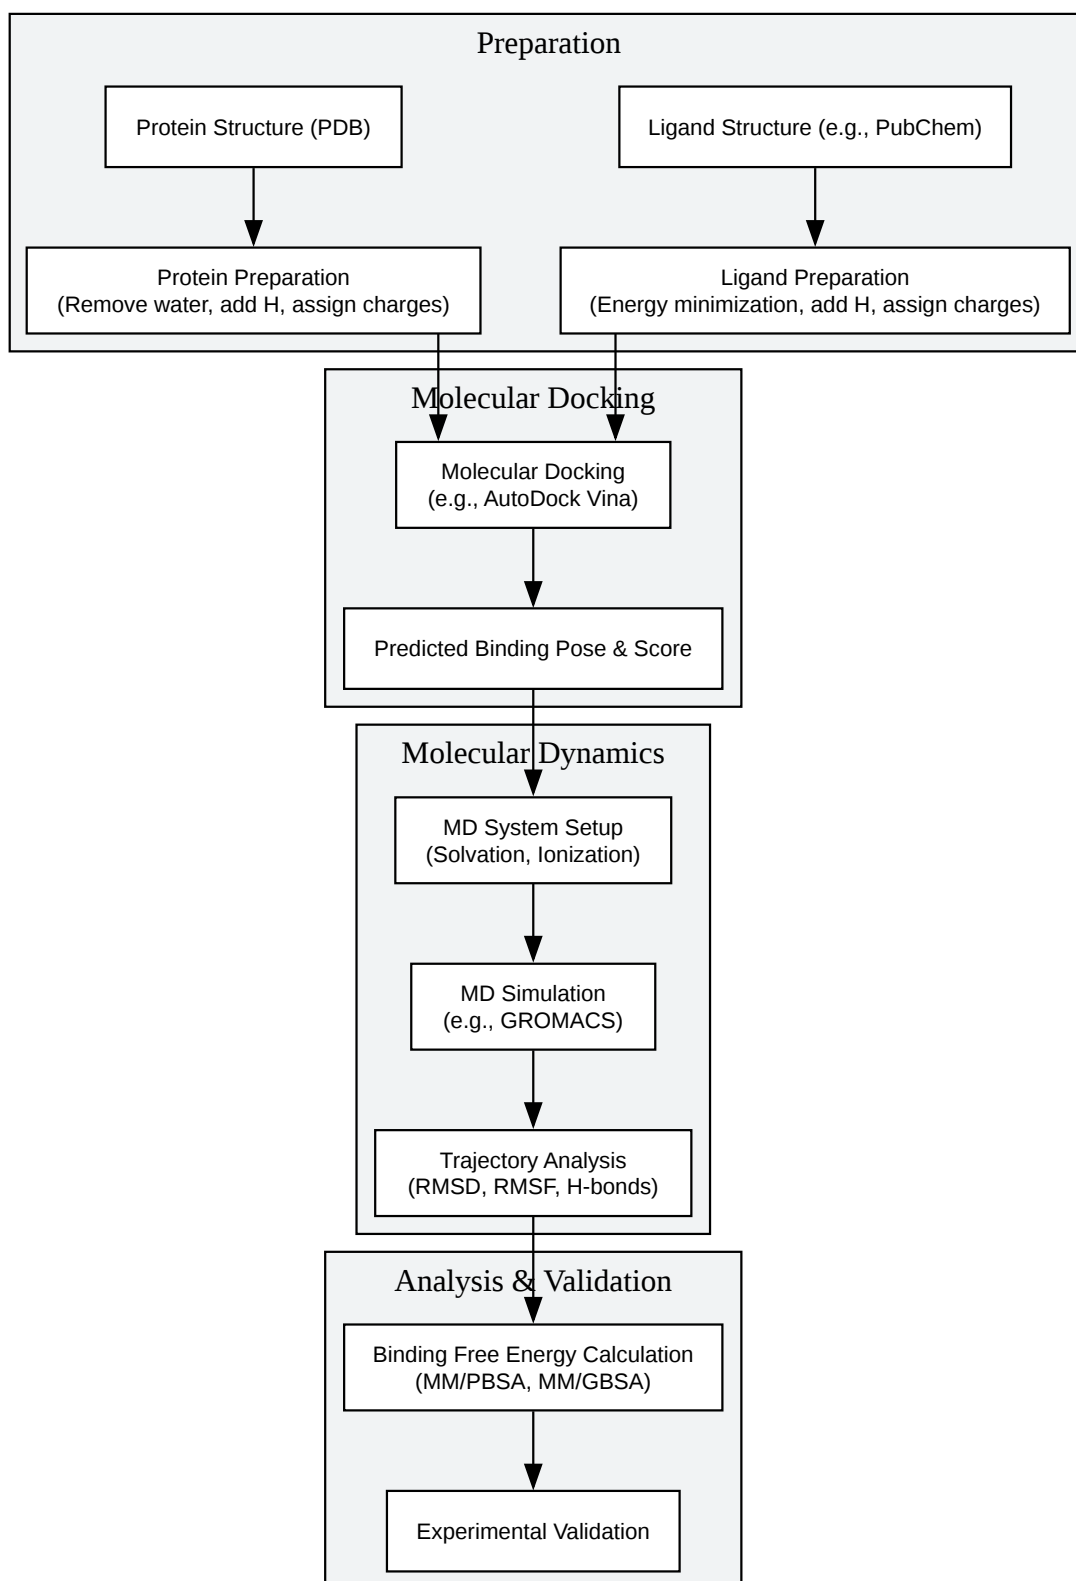 Preparation
Protein Structure (PDB)
Ligand Structure (e.g., PubChem)
Protein Preparation
(Remove water, add H, assign charges)
Ligand Preparation
(Energy minimization, add H, assign charges)
Molecular Docking
Molecular Docking
(e.g., AutoDock Vina)
Predicted Binding Pose & Score
Molecular Dynamics
MD System Setup
(Solvation, Ionization)
MD Simulation
(e.g., GROMACS)
Trajectory Analysis
(RMSD, RMSF, H-bonds)
Analysis & Validation
Binding Free Energy Calculation
(MM/PBSA, MM/GBSA)
Experimental Validation